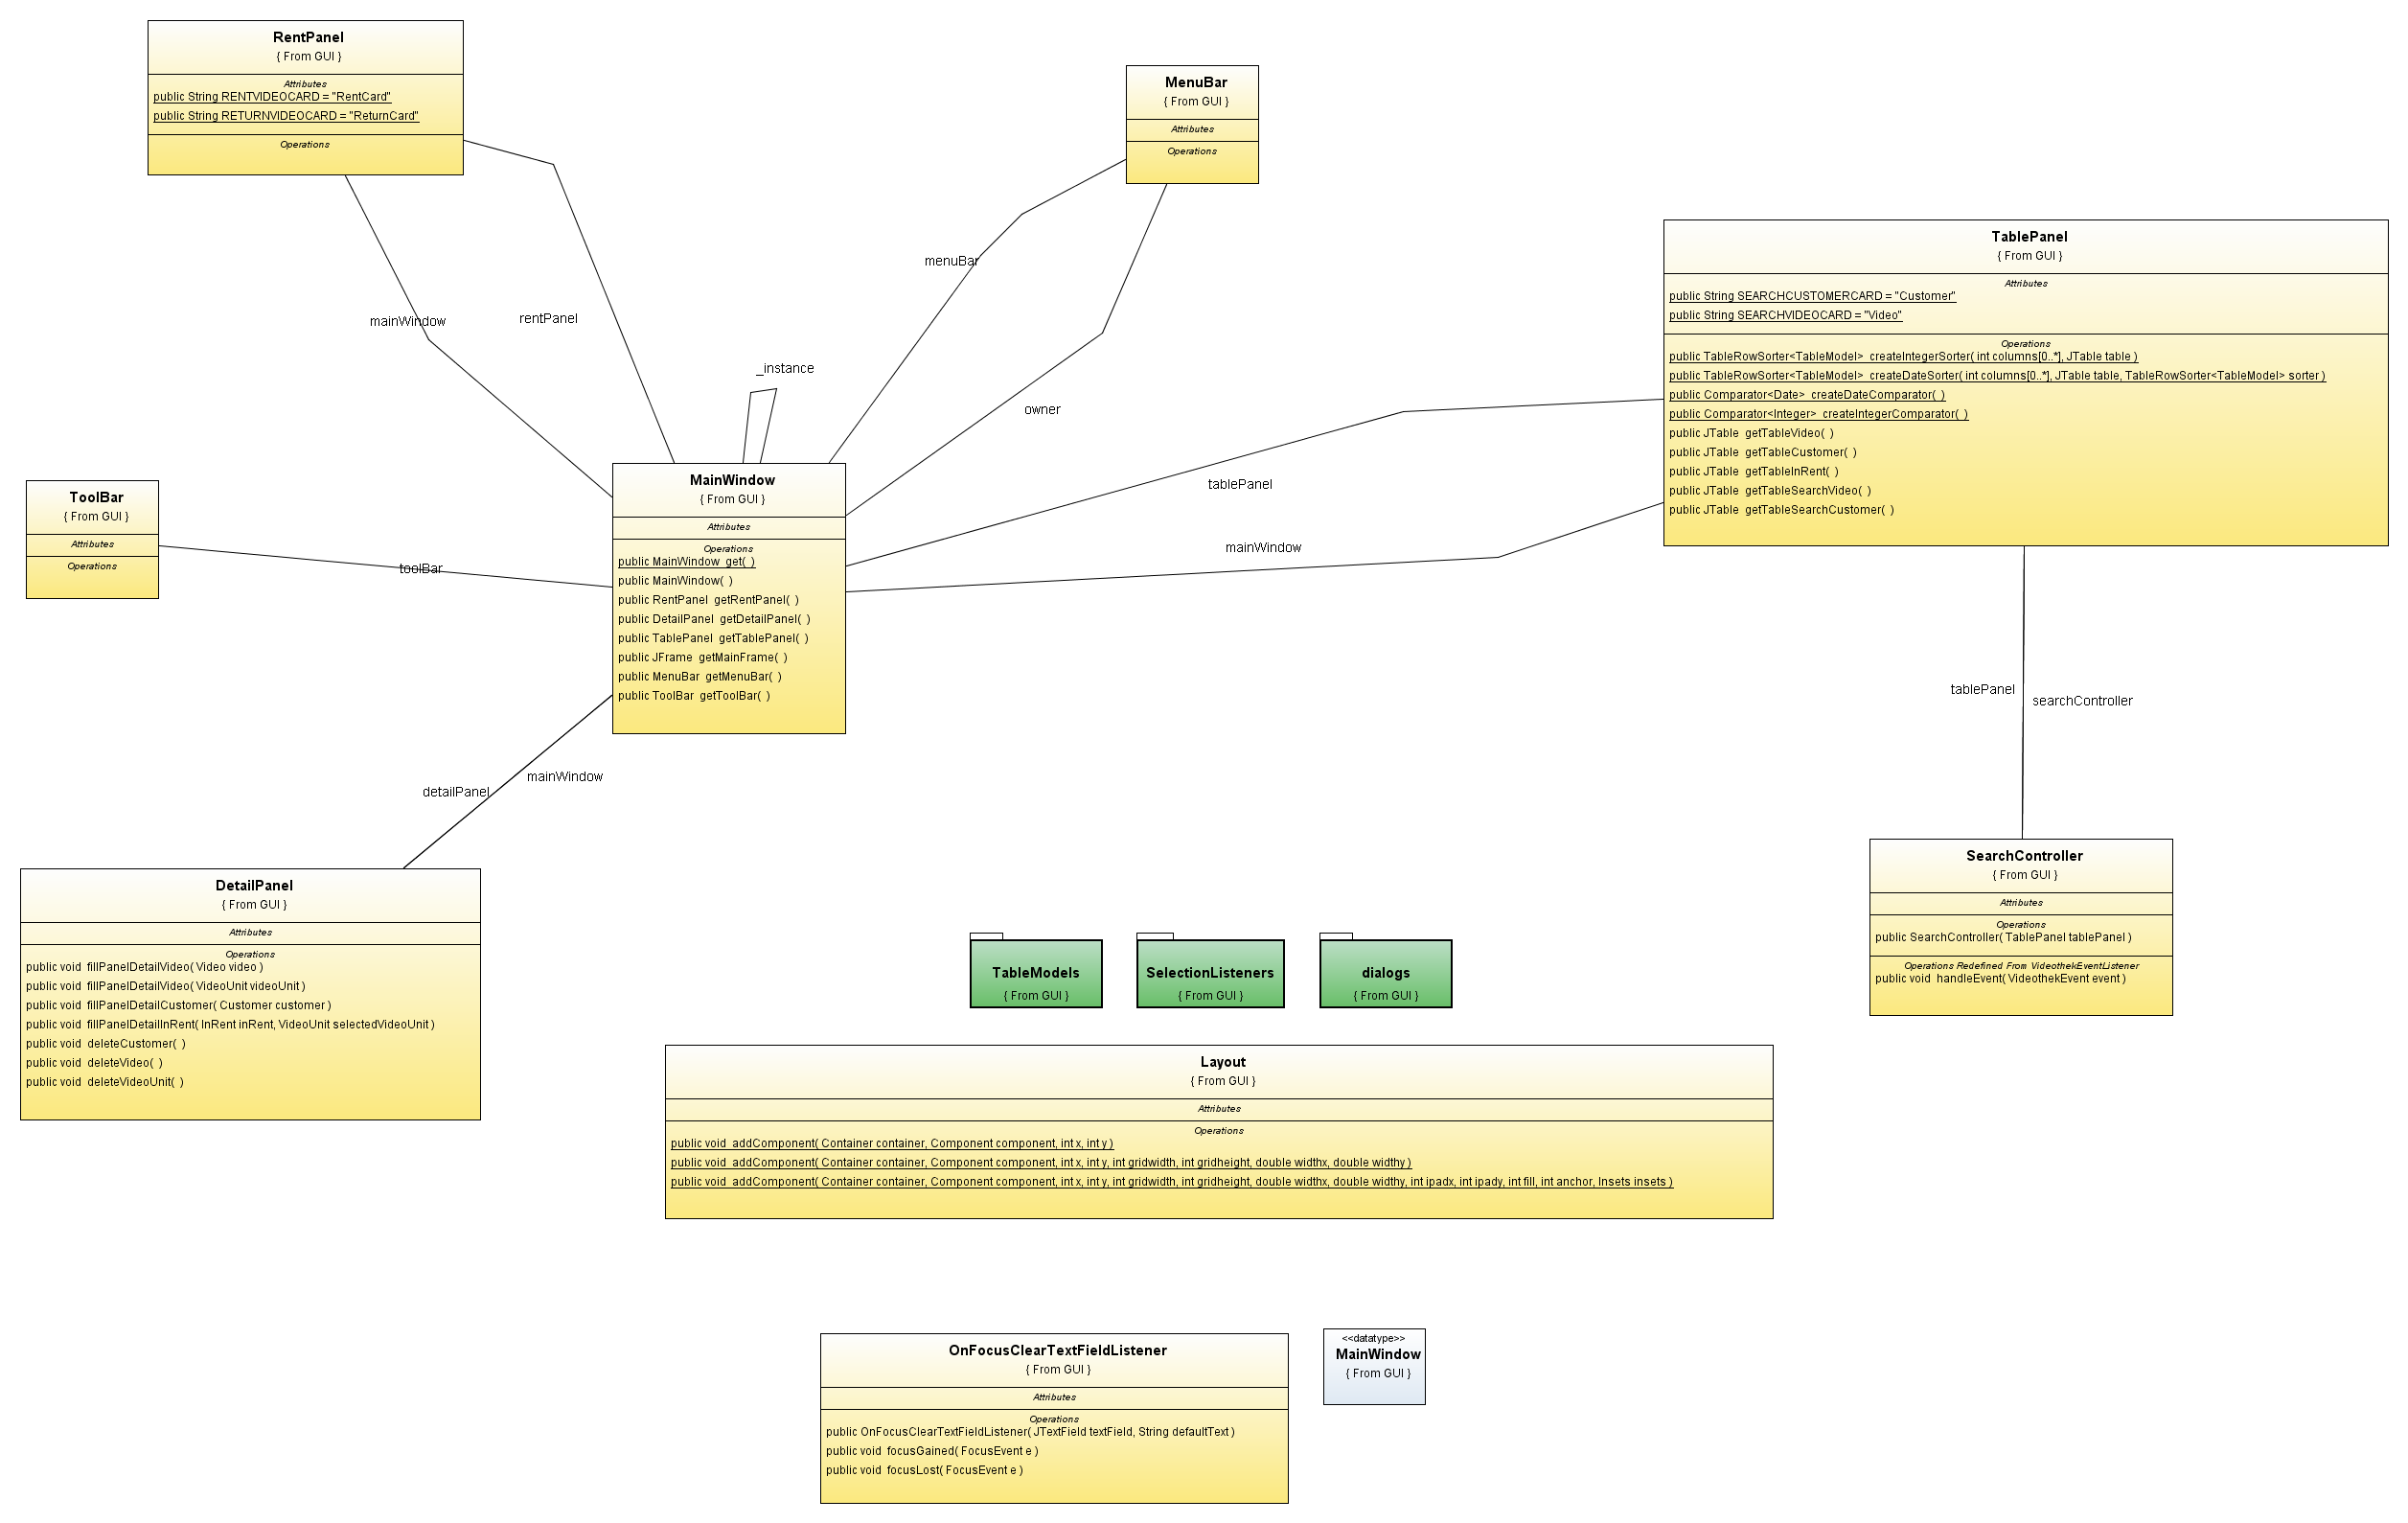 RentPanel
{ From GUI }
Attributes
public String RENTVIDEOCARD = "RentCard"
public String RETURNVIDEOCARD = "ReturnCard"
Operations
MenuBar
{ From GUI }
Attributes
Operations
TablePanel
{ From GUI }
Attributes
public String SEARCHCUSTOMERCARD = "Customer"
public String SEARCHVIDEOCARD = "Video"
Operations
public TableRowSorter<TableModel> createIntegerSorter( int columns[0..*], JTable table )
public TableRowSorter<TableModel> createDateSorter( int columns[0..*], JTable table, TableRowSorter<TableModel> sorter )
public Comparator<Date> createDateComparator( )
public Comparator<Integer> createIntegerComparator( )
public JTable getTableVideo( )
public JTable getTableCustomer( )
public JTable getTableInRent( )
public JTable getTableSearchVideo( )
public JTable getTableSearchCustomer( )
menuBar
mainWindow
rentPanel
_instance
owner
tablePanel
mainWindow
ToolBar
{ From GUI }
Attributes
Operations
toolBar
MainWindow
{ From GUI }
Attributes
Operations
public MainWindow get( )
public MainWindow( )
public RentPanel getRentPanel( )
public DetailPanel getDetailPanel( )
public TablePanel getTablePanel( )
public JFrame getMainFrame( )
public MenuBar getMenuBar( )
public ToolBar getToolBar( )
tablePanel
searchController
mainWindow
detailPanel
DetailPanel
{ From GUI }
Attributes
Operations
public void fillPanelDetailVideo( Video video )
public void fillPanelDetailVideo( VideoUnit videoUnit )
public void fillPanelDetailCustomer( Customer customer )
public void fillPanelDetailInRent( InRent inRent, VideoUnit selectedVideoUnit )
public void deleteCustomer( )
public void deleteVideo( )
public void deleteVideoUnit( )
SearchController
{ From GUI }
Attributes
Operations
public SearchController( TablePanel tablePanel )
Operations Redefined From VideothekEventListener
public void handleEvent( VideothekEvent event )
TableModels
{ From GUI }
SelectionListeners
{ From GUI }
dialogs
{ From GUI }
Layout
{ From GUI }
Attributes
Operations
public void addComponent( Container container, Component component, int x, int y )
public void addComponent( Container container, Component component, int x, int y, int gridwidth, int gridheight, double widthx, double widthy )
public void addComponent( Container container, Component component, int x, int y, int gridwidth, int gridheight, double widthx, double widthy, int ipadx, int ipady, int fill, int anchor, Insets insets )
OnFocusClearTextFieldListener
{ From GUI }
Attributes
Operations
public OnFocusClearTextFieldListener( JTextField textField, String defaultText )
public void focusGained( FocusEvent e )
public void focusLost( FocusEvent e )
<<datatype>>
MainWindow
{ From GUI }